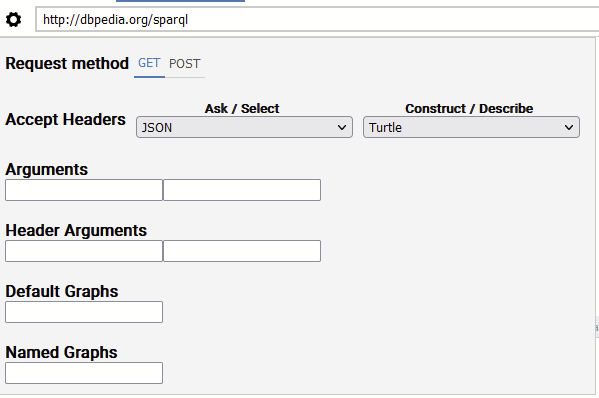 http://dbpedia.org/sparql
Request method GET POST
Ask / Select Construct / Describe
Accept Headers JSON Turtle
Arguments
Header Arguments
Default Graphs
Named Graphs